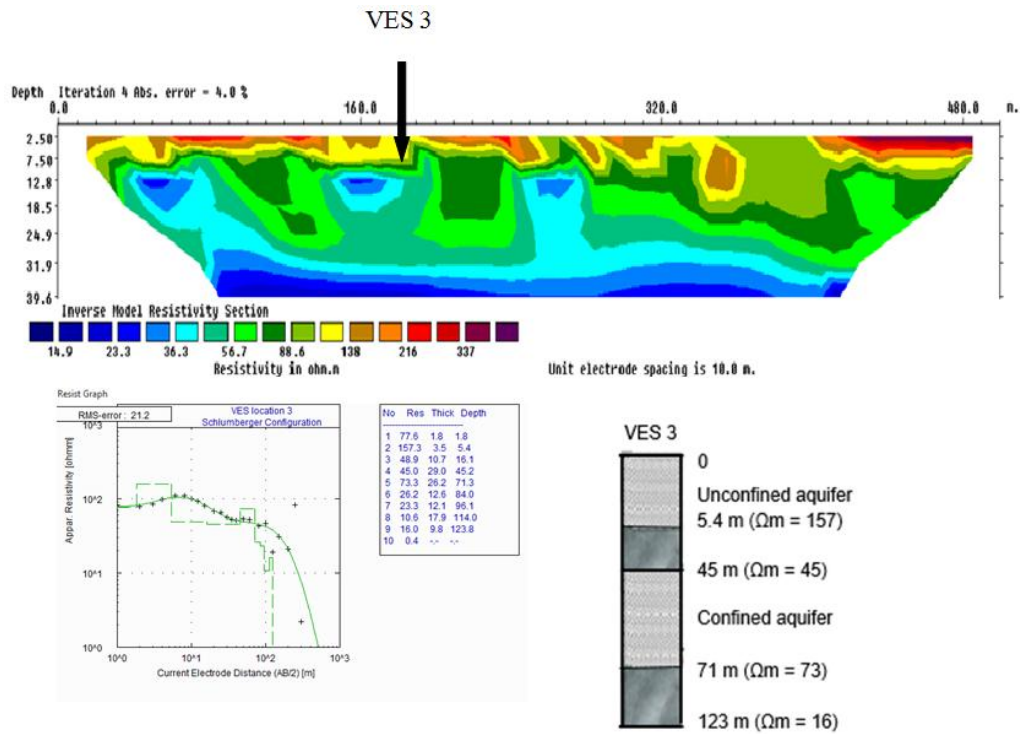 VES 3
Depth Iteration 4 Abs. error = 4.0 %
0.0 160.0 320.0 480.0 m.
2.50
7.50
12.8
18.5
24.9
31.9
39.6
Inverse Model Resistivity Section
14.9 23.3 36.3 56.7 88.6 138 216 337
Resistivity in ohm.m Unit electrode spacing is 10.0 m.
Resist Graph
RMS-error : 21.2
VES location 3
Schlumberger Configuration
Appar. Resistivity [ohmm]
10^3
10^2
10^1
10^0
10^0 10^1 10^2 10^3
Current Electrode Distance (AB/2) [m]
No Res Thick Depth
1 77.6 1.8 1.8
2 157.3 3.5 5.4
3 48.9 10.7 16.1
4 45.0 29.0 45.2
5 73.3 26.2 71.3
6 26.2 12.6 84.0
7 23.3 12.1 96.1
8 10.6 17.9 114.0
9 16.0 9.8 123.8
10 0.4 -.- -.-
VES 3
0
Unconfined aquifer
5.4 m (Ωm = 157)
45 m (Ωm = 45)
Confined aquifer
71 m (Ωm = 73)
123 m (Ωm = 16)